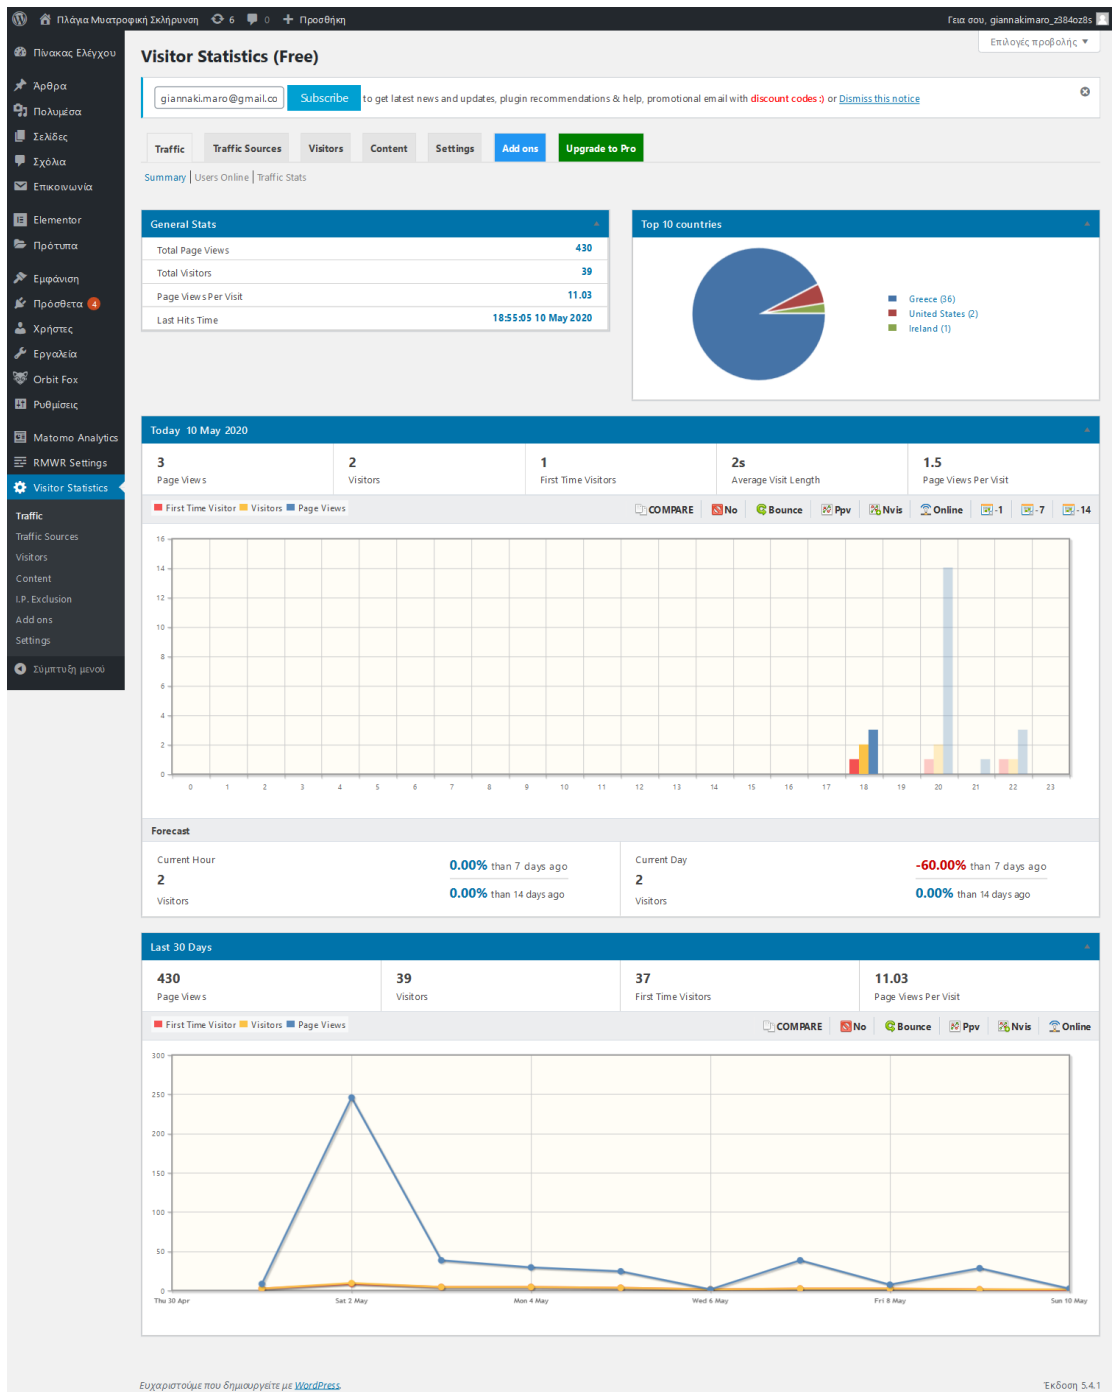 Πλάγια Μυατροφική Σκλήρυνση 6 0 Προσθήκη Γεια σου, giannakimaro_z384oz8s
Πίνακας Ελέγχου
Άρθρα
Πολυμέσα
Σελίδες
Σχόλια
Επικοινωνία
Elementor
Πρότυπα
Εμφάνιση
Πρόσθετα 4
Χρήστες
Εργαλεία
Orbit Fox
Ρυθμίσεις
Matomo Analytics
RMWR Settings
Visitor Statistics
Traffic
Traffic Sources
Visitors
Content
I.P. Exclusion
Add ons
Settings
Σύμπτυξη μενού
Επιλογές προβολής
Visitor Statistics (Free)
giannaki.maro@gmail.co Subscribe to get latest news and updates, plugin recommendations & help, promotional email with discount codes :) or Dismiss this notice
Traffic Traffic Sources Visitors Content Settings Add ons Upgrade to Pro
Summary | Users Online | Traffic Stats
General Stats
Total Page Views 430
Total Visitors 39
Page Views Per Visit 11.03
Last Hits Time 18:55:05 10 May 2020
Top 10 countries
Greece (36)
United States (2)
Ireland (1)
Today 10 May 2020
3 2 1 2s 1.5
Page Views Visitors First Time Visitors Average Visit Length Page Views Per Visit
First Time Visitor Visitors Page Views COMPARE No Bounce Ppv Nvis Online -1 -7 -14
16
14
12
10
8
6
4
2
0
0 1 2 3 4 5 6 7 8 9 10 11 12 13 14 15 16 17 18 19 20 21 22 23
Forecast
Current Hour
2
Visitors
0.00% than 7 days ago
0.00% than 14 days ago
Current Day
2
Visitors
-60.00% than 7 days ago
0.00% than 14 days ago
Last 30 Days
430 39 37 11.03
Page Views Visitors First Time Visitors Page Views Per Visit
First Time Visitor Visitors Page Views COMPARE No Bounce Ppv Nvis Online
300
250
200
150
100
50
0
Thu 30 Apr Sat 2 May Mon 4 May Wed 6 May Fri 8 May Sun 10 May
Ευχαριστούμε που δημιουργείτε με WordPress. Έκδοση 5.4.1